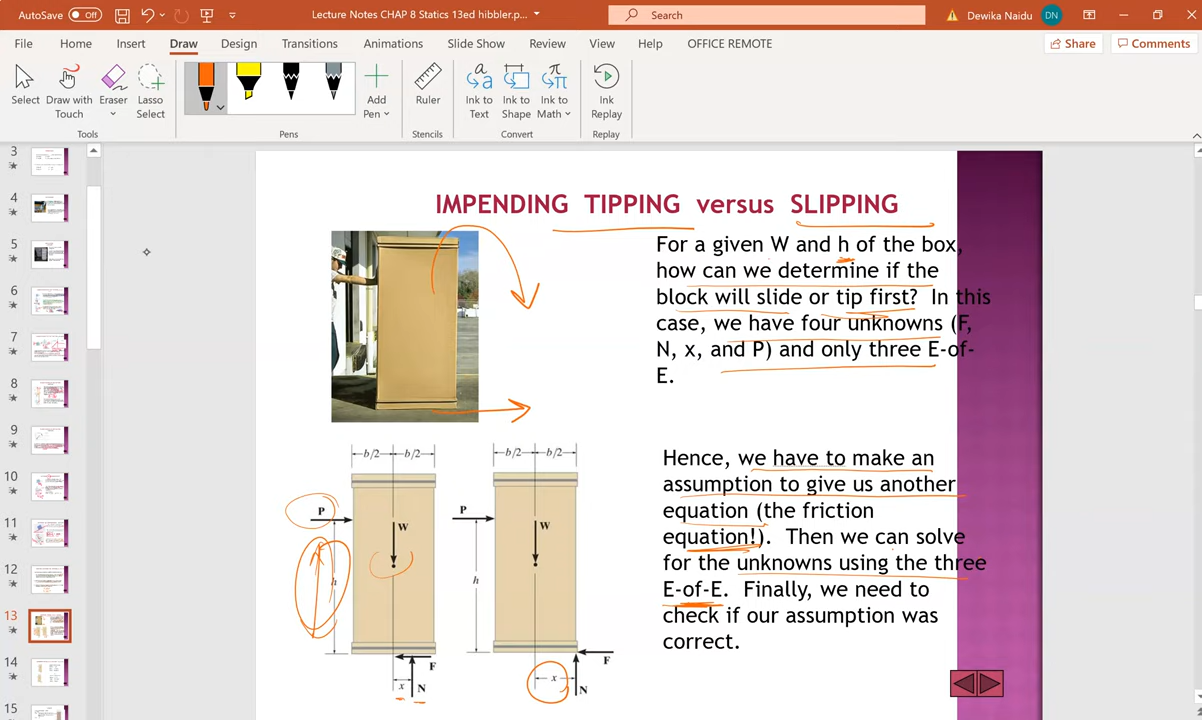 AutoSave Off
Lecture Notes CHAP 8 Statics 13ed hibbler.p...
Search
Dewika Naidu
DN
File Home Insert Draw Design Transitions Animations Slide Show Review View Help OFFICE REMOTE
Share
Comments
Select
Draw with Touch
Eraser
Lasso Select
Add Pen
Ruler
Ink to Text
Ink to Shape
Ink to Math
Ink Replay
Tools
Pens
Stencils
Convert
Replay
3
4
5
6
7
8
9
10
11
12
13
14
15
IMPENDING TIPPING versus SLIPPING
For a given W and h of the box,
how can we determine if the
block will slide or tip first? In this
case, we have four unknowns (F,
N, x, and P) and only three E-of-
E.
Hence, we have to make an
assumption to give us another
equation (the friction
equation!). Then we can solve
for the unknowns using the three
E-of-E. Finally, we need to
check if our assumption was
correct.
b/2 b/2
P
W
h
F
x
N
b/2 b/2
P
W
h
F
x
N